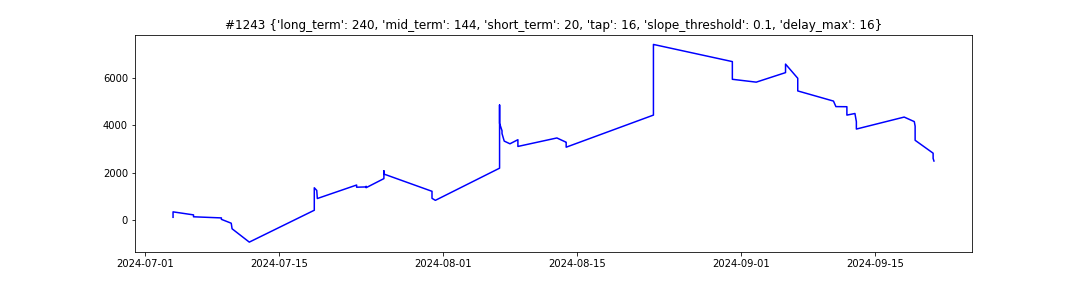 #1243 {'long_term': 240, 'mid_term': 144, 'short_term': 20, 'tap': 16, 'slope_threshold': 0.1, 'delay_max': 16}
6000
4000
2000
0
2024-07-01 2024-07-15 2024-08-01 2024-08-15 2024-09-01 2024-09-15